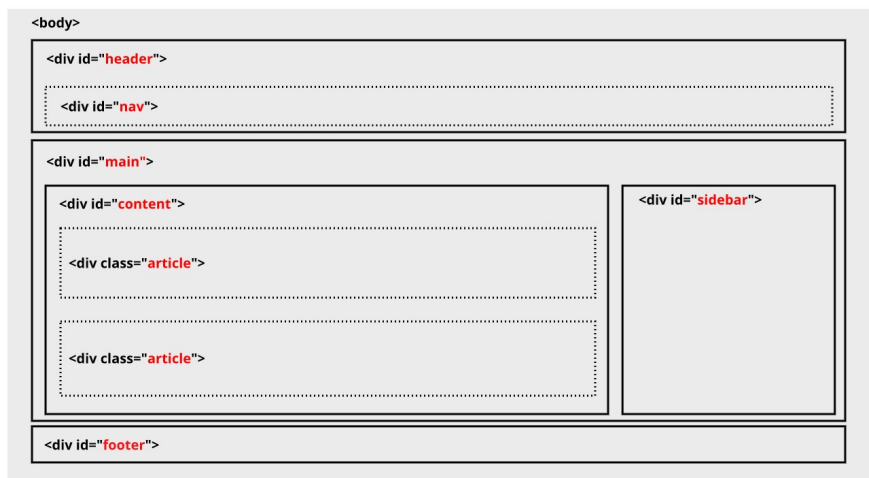 <body>
<div id="header">
<div id="nav">
<div id="main">
<div id="content">
<div id="sidebar">
<div class="article">
<div class="article">
<div id="footer">